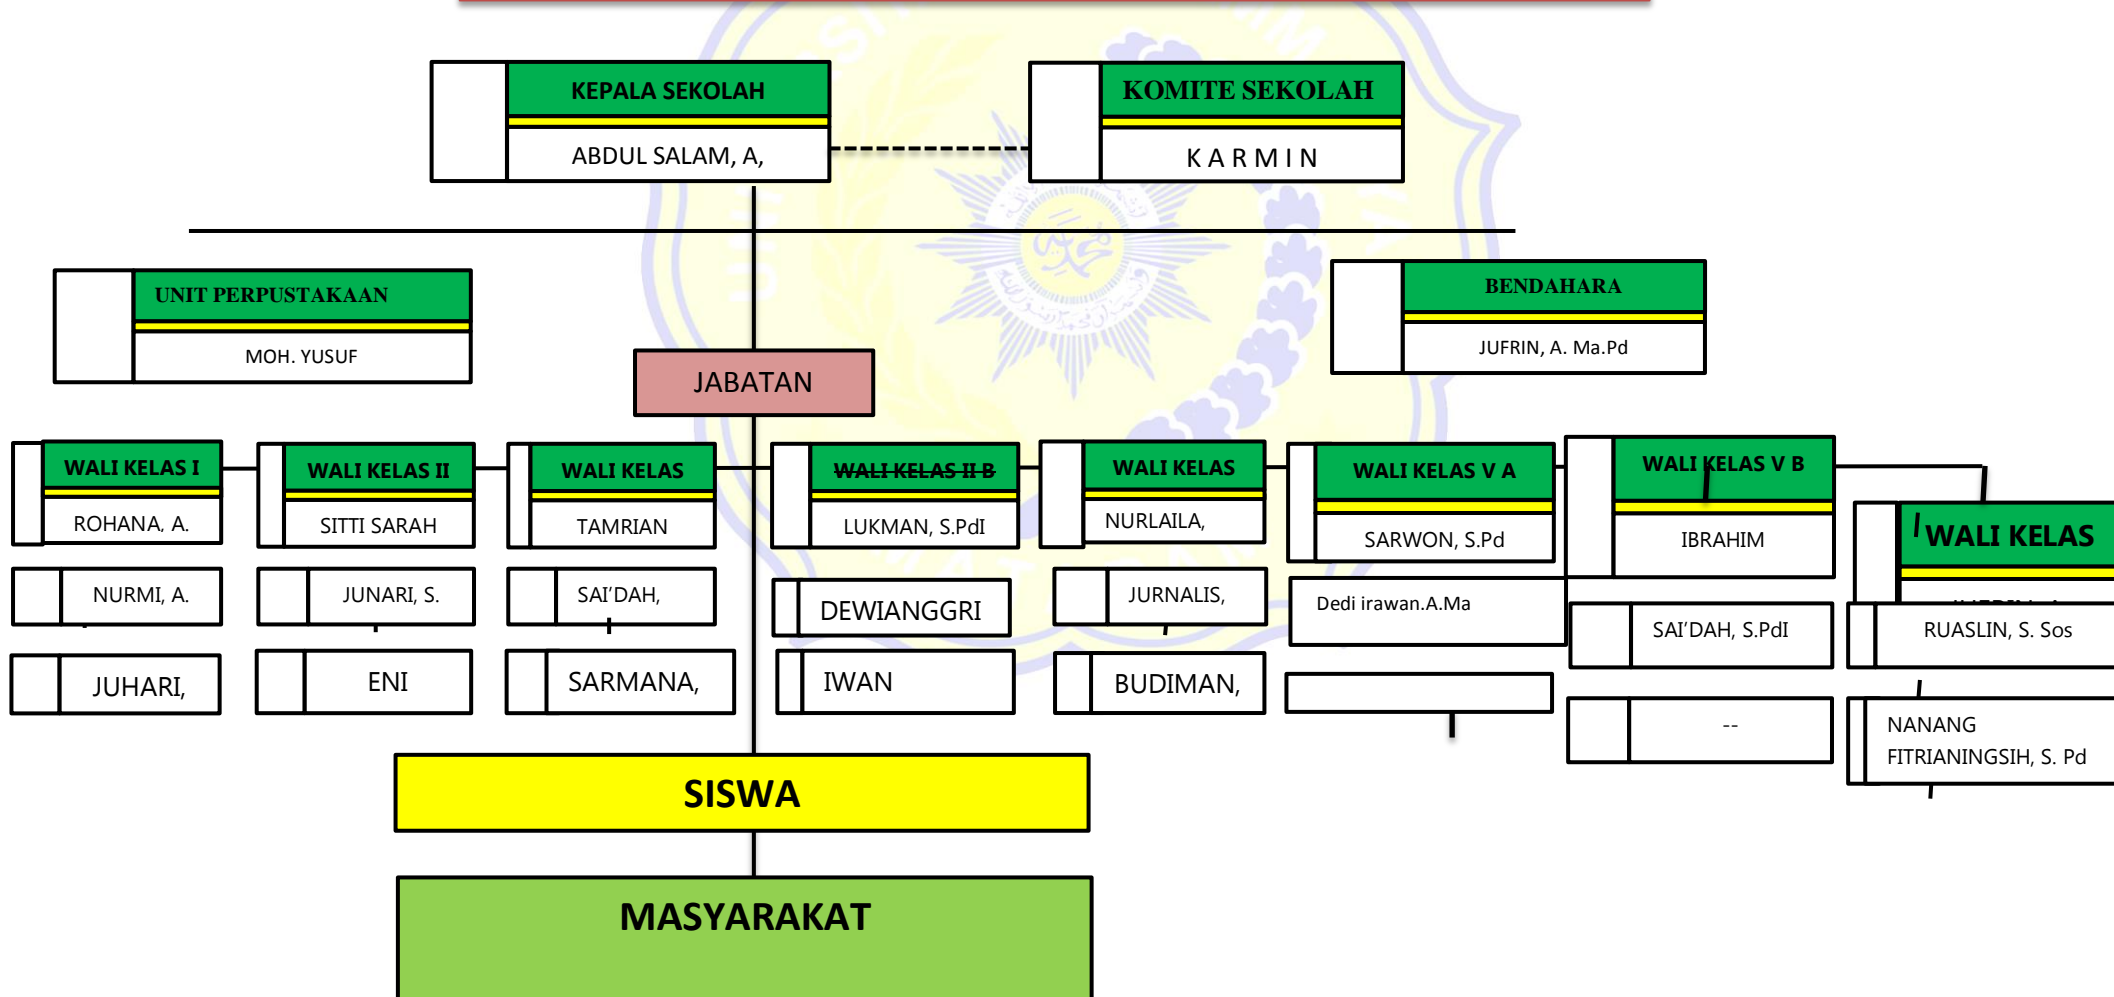 KEPALA SEKOLAH
KOMITE SEKOLAH
ABDUL SALAM, A,
K A R M I N
UNIT PERPUSTAKAAN
BENDAHARA
MOH. YUSUF
JUFRIN, A. Ma.Pd
JABATAN
WALI KELAS I
WALI KELAS II
WALI KELAS
WALI KELAS II B
WALI KELAS
WALI KELAS V A
WALI KELAS V B
WALI KELAS
ROHANA, A.
SITTI SARAH
TAMRIAN
LUKMAN, S.PdI
NURLAILA,
SARWON, S.Pd
IBRAHIM
NURMI, A.
JUNARI, S.
SAI'DAH,
DEWIANGGRI
JURNALIS,
Dedi irawan.A.Ma
SAI'DAH, S.PdI
RUASLIN, S. Sos
JUHARI,
ENI
SARMANA,
IWAN
BUDIMAN,
--
NANANG
FITRIANINGSIH, S. Pd
SISWA
MASYARAKAT